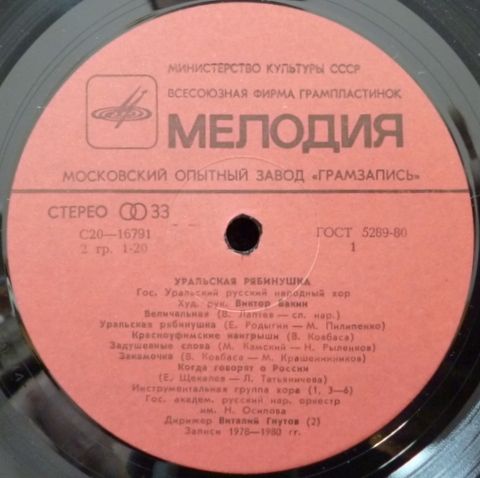 МИНИСТЕРСТВО КУЛЬТУРЫ СССР
ВСЕСОЮЗНАЯ ФИРМА ГРАМПЛАСТИНОК
МЕЛОДИЯ
МОСКОВСКИЙ ОПЫТНЫЙ ЗАВОД «ГРАМЗАПИСЬ»
СТЕРЕО 33
С20—16791 ГОСТ 5289-80
2 гр. 1-20 1
УРАЛЬСКАЯ РЯБИНУШКА
Гос. Уральский русский народный хор
Худ. рук. Виктор Бакин
Величальная (В. Лаптев — сл. нар.)
Уральская рябинушка (Е. Родыгин — М. Пилипенко)
Красноуфимские наигрыши (В. Ковбаса)
Задушевные слова (М. Камский — Н. Рыленков)
Закамочка (В. Ковбаса — М. Крашенинников)
Когда говорят о России
(Е. Щекалев — Л. Татьяничева)
Инструментальная группа хора (1, 3—6)
Гос. академ. русский нар. оркестр
им. Н. Осипова
Дирижер Виталий Гнутов (2)
Записи 1978—1980 гг.